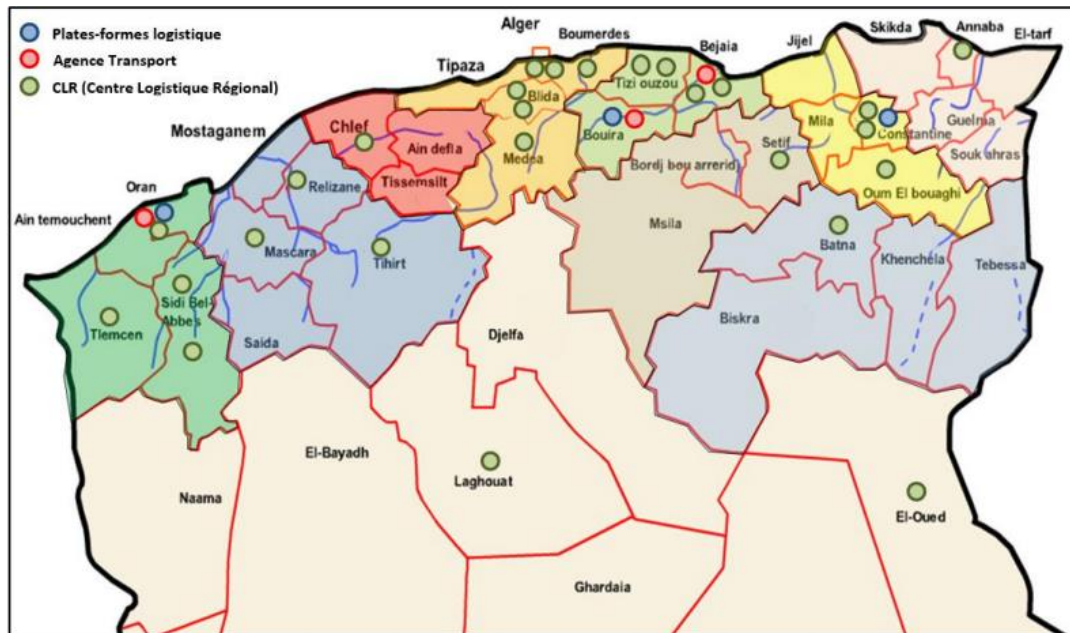 Plates-formes logistique
Agence Transport
CLR (Centre Logistique Régional)
Alger
Boumerdes
Tipaza
Bejaia
Jijel
Skikda
Annaba
El-tarf
Mostaganem
Chlef
Ain defla
Tissemsilt
Blida
Medea
Tizi ouzou
Bouira
Bordj bou arrerid
Setif
Mila
Constantine
Guelma
Souk ahras
Oum El bouaghi
Oran
Ain temouchent
Relizane
Mascara
Tihirt
Msila
Batna
Khenchela
Tebessa
Sidi Bel-
Abbes
Tlemcen
Saida
Djelfa
Biskra
Naama
El-Bayadh
Laghouat
El-Oued
Ghardaia